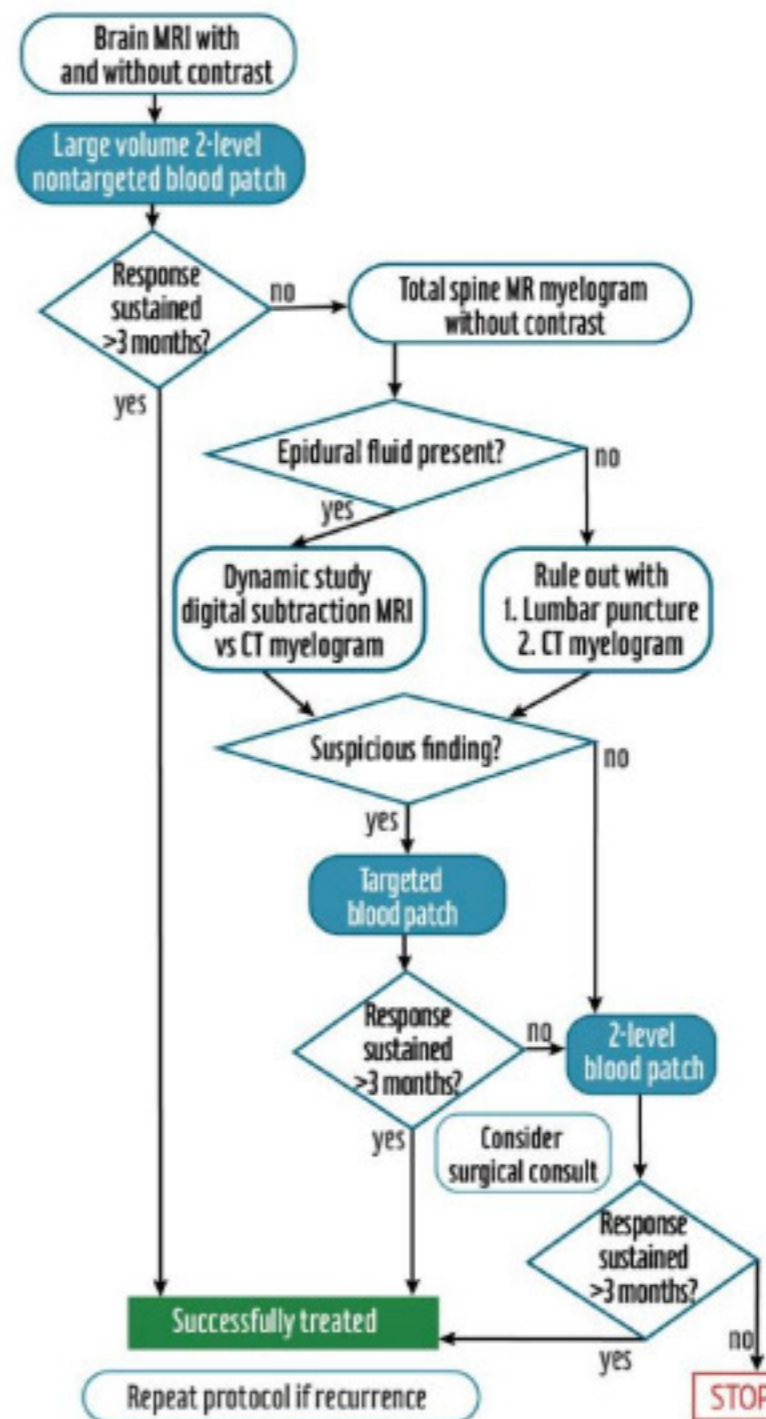 Brain MRI with
and without contrast
Large volume 2-level
nontargeted blood patch
Response
sustained
>3 months?
no
yes
Total spine MR myelogram
without contrast
Epidural fluid present?
no
yes
Dynamic study
digital subtraction MRI
vs CT myelogram
Rule out with
1. Lumbar puncture
2. CT myelogram
Suspicious finding?
no
yes
Targeted
blood patch
Response
sustained
>3 months?
no
yes
2-level
blood patch
Consider
surgical consult
Response
sustained
>3 months?
no
yes
Successfully treated
STOP
Repeat protocol if recurrence